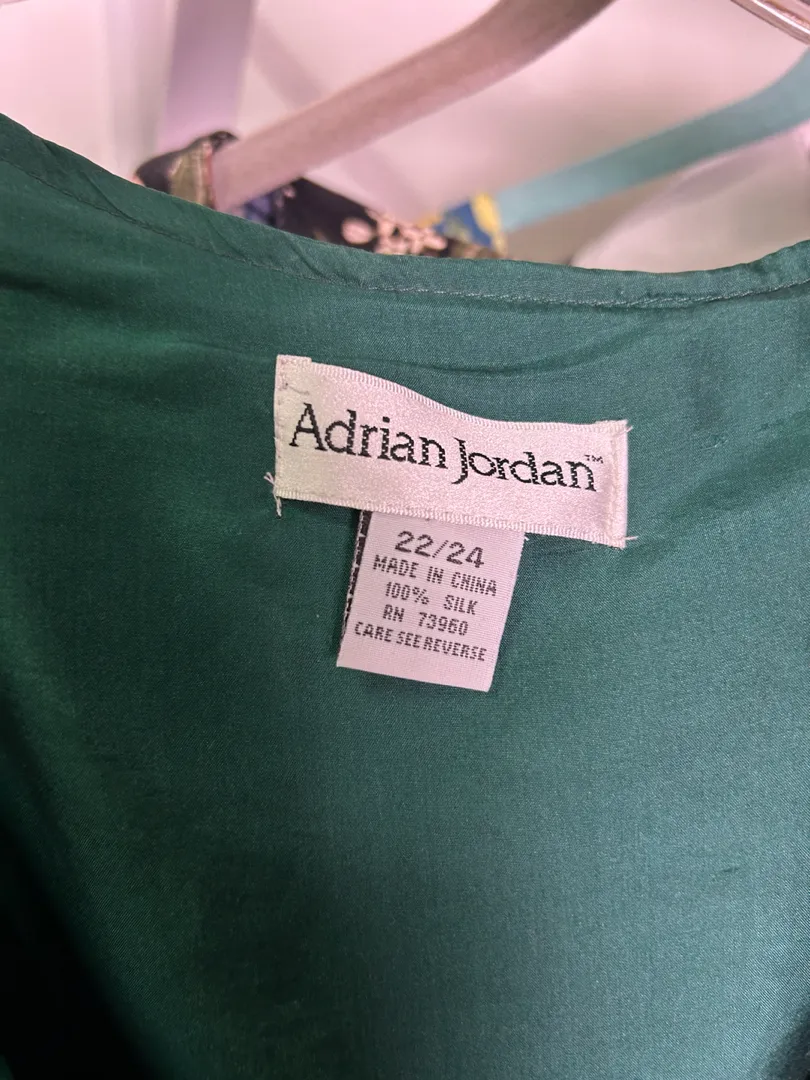 Adrian Jordan™
22/24
MADE IN CHINA
100% SILK
RN 73960
CARE SEE REVERSE